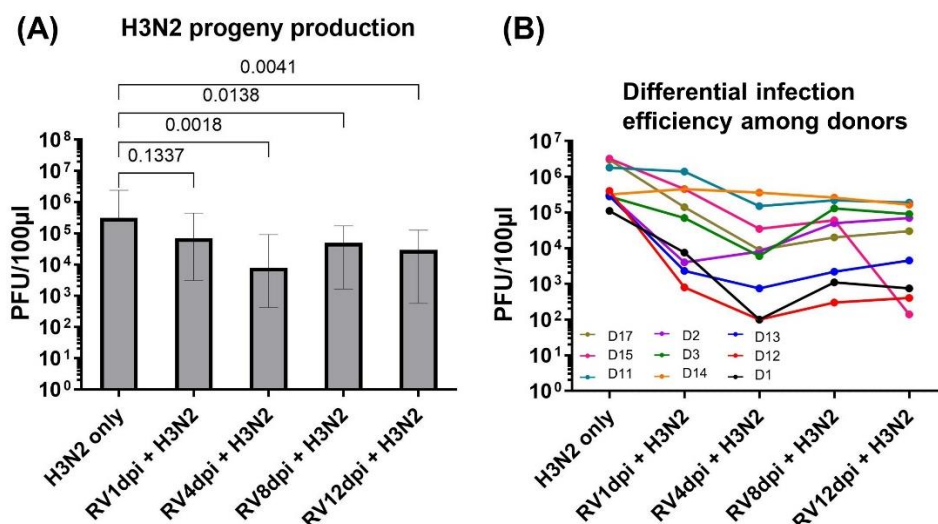 (A)
H3N2 progeny production
0.0041
0.0138
0.0018
0.1337
PFU/100µl
10⁸
10⁷
10⁶
10⁵
10⁴
10³
10²
10¹
10⁰
H3N2 only
RV1dpi + H3N2
RV4dpi + H3N2
RV8dpi + H3N2
RV12dpi + H3N2
(B)
Differential infection
efficiency among donors
PFU/100µl
10⁷
10⁶
10⁵
10⁴
10³
10²
10¹
10⁰
D17 D2 D13
D15 D3 D12
D11 D14 D1
H3N2 only
RV1dpi + H3N2
RV4dpi + H3N2
RV8dpi + H3N2
RV12dpi + H3N2